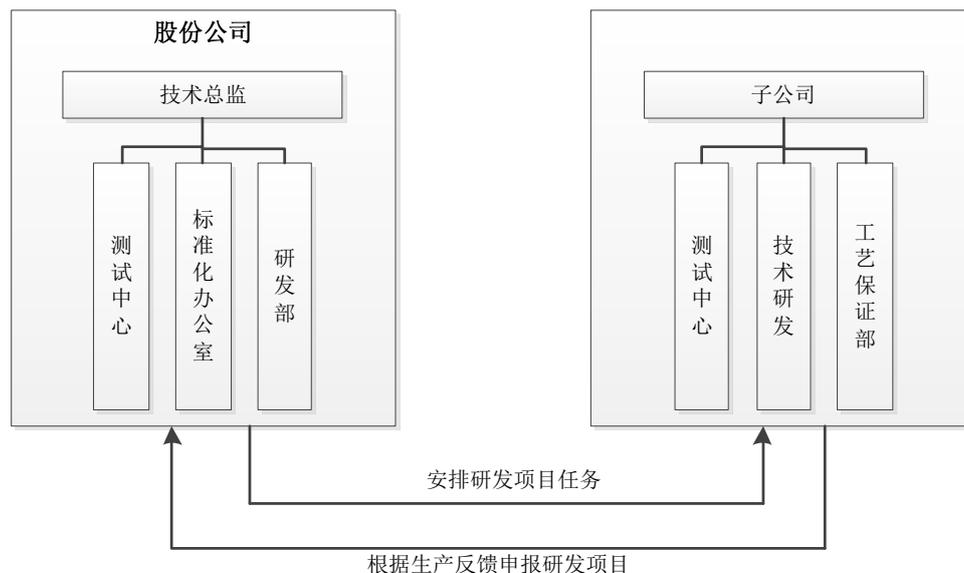 股份公司
技术总监
测试中心
标准化办公室
研发部
子公司
测试中心
技术研发
工艺保证部
安排研发项目任务
根据生产反馈申报研发项目